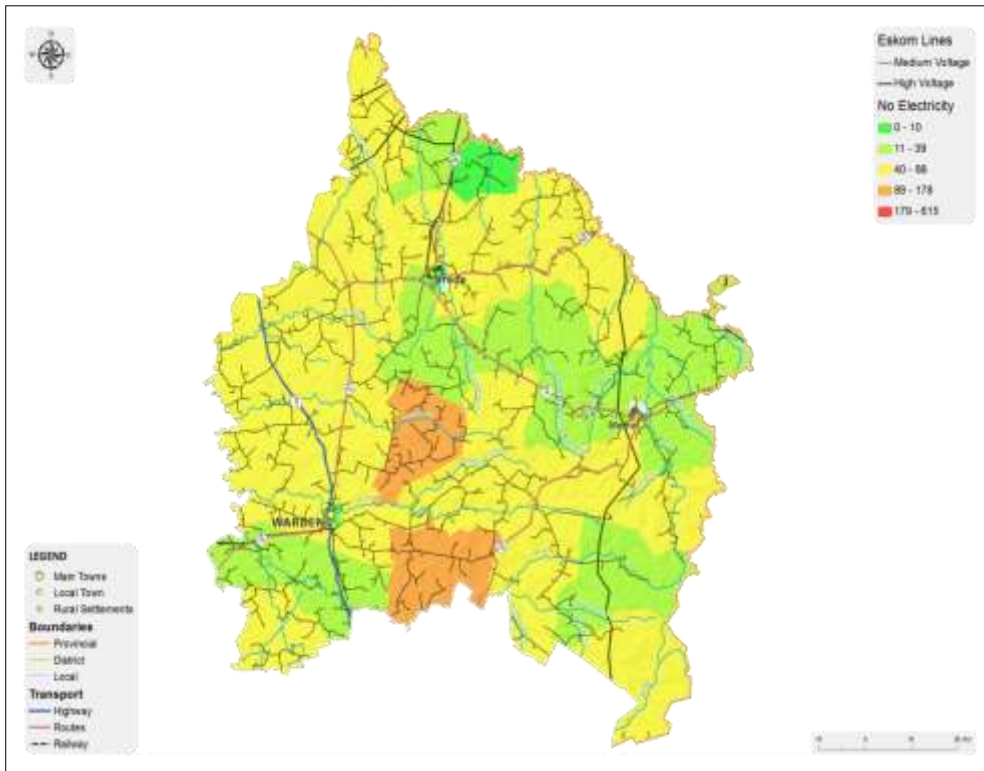 Eskom Lines
Medium Voltage
High Voltage
No Electricity
0 - 10
11 - 39
40 - 88
89 - 178
179 - 615
Vrede
WARDEN
LEGEND
Main Towns
Local Town
Rural Settlements
Boundaries
Provincial
District
Local
Transport
Highway
Routes
Railway